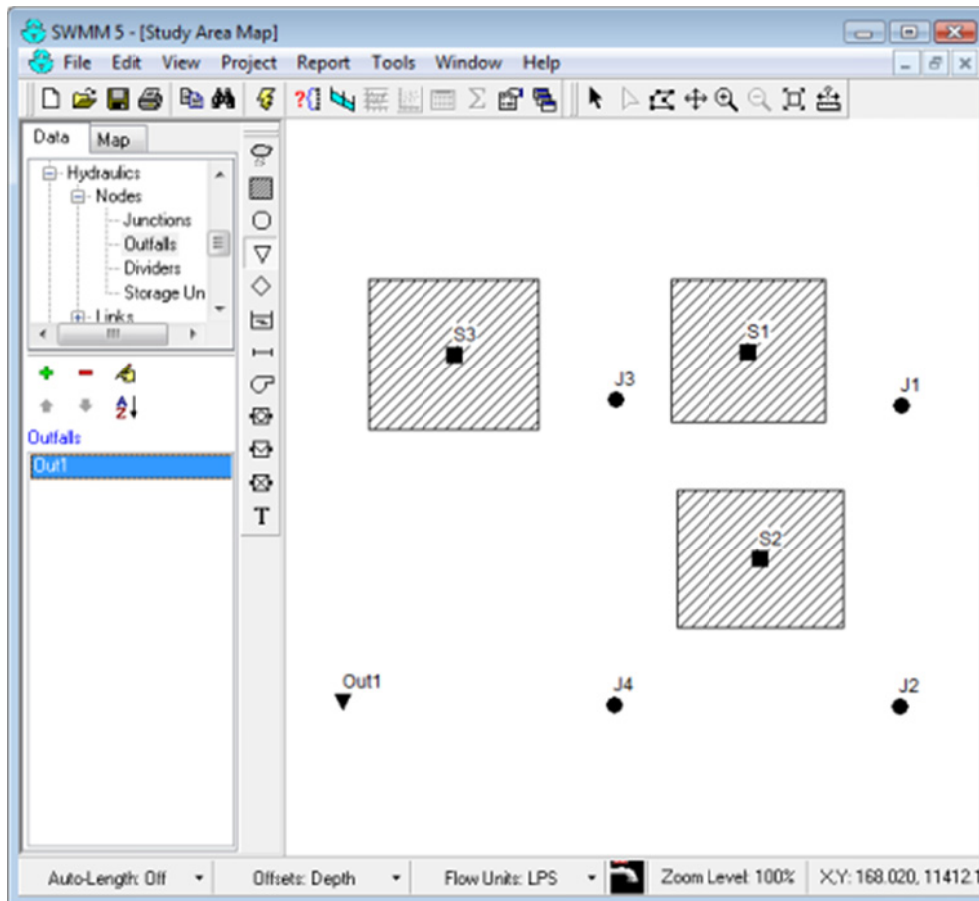 SWMM 5 - [Study Area Map]
File Edit View Project Report Tools Window Help
Data Map
Hydraulics
Nodes
Junctions
Outfalls
Dividers
Storage Un
Links
Outfalls
Out1
T
S3
S1
J3
J1
S2
Out1
J4
J2
Auto-Length: Off Offsets: Depth Flow Units: LPS Zoom Level: 100% X,Y: 168.020, 11412.1